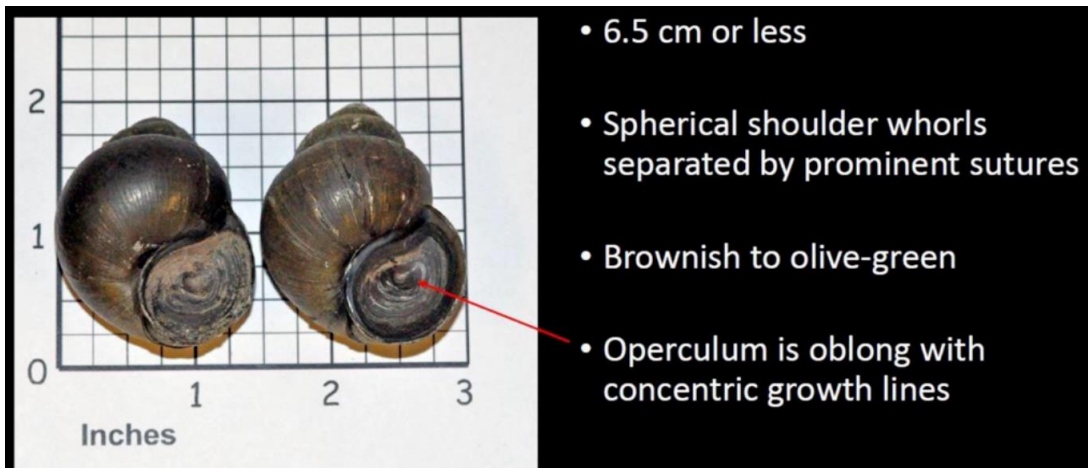 2
1
0
1 2 3
Inches
• 6.5 cm or less
• Spherical shoulder whorls
separated by prominent sutures
• Brownish to olive-green
• Operculum is oblong with
concentric growth lines